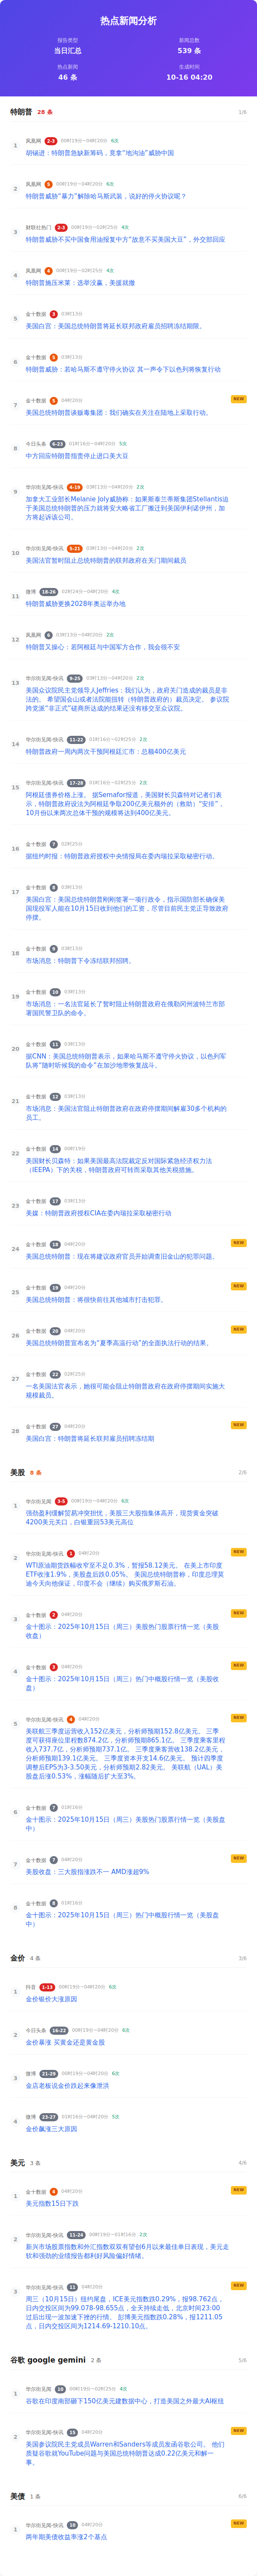 热点新闻分析
报告类型
当日汇总
新闻总数
539 条
热点新闻
46 条
生成时间
10-16 04:20
特朗普 28 条 1/6
1
凤凰网 2-3 00时19分~04时20分 6次
胡锡进：特朗普急缺新筹码，竟拿“地沟油”威胁中国
2
凤凰网 5 00时19分~04时20分 6次
特朗普威胁“暴力”解除哈马斯武装，说好的停火协议呢？
3
财联社热门 2-3 00时19分~02时25分 4次
特朗普威胁不买中国食用油报复中方“故意不买美国大豆”，外交部回应
4
凤凰网 4 00时19分~02时25分 4次
特朗普施压米莱：选举没赢，美援就撤
5
金十数据 3 03时13分
美国白宫：美国总统特朗普将延长联邦政府雇员招聘冻结期限。
6
金十数据 5 03时13分
特朗普威胁：若哈马斯不遵守停火协议 其一声令下以色列将恢复行动
7
金十数据 5 04时20分 NEW
美国总统特朗普谈贩毒集团：我们确实在关注在陆地上采取行动。
8
今日头条 6-23 01时16分~04时20分 5次
中方回应特朗普指责停止进口美大豆
9
华尔街见闻-快讯 4-19 03时13分~04时20分 2次
加拿大工业部长Melanie Joly威胁称：如果斯泰兰蒂斯集团Stellantis迫
于美国总统特朗普的压力就将安大略省工厂搬迁到美国伊利诺伊州，加
方将起诉该公司。
10
华尔街见闻-快讯 5-21 03时13分~04时20分 2次
美国法官暂时阻止总统特朗普的联邦政府在关门期间裁员
11
微博 18-26 02时24分~04时20分 4次
特朗普威胁更换2028年奥运举办地
12
凤凰网 6 03时13分~04时20分 2次
特朗普又操心：若阿根廷与中国军方合作，我会很不安
13
华尔街见闻-快讯 9-25 03时13分~04时20分 2次
美国众议院民主党领导人Jeffries：我们认为，政府关门造成的裁员是非
法的。 希望国会山或者法院能扭转（特朗普政府的）裁员决定。 参议院
跨党派“非正式”磋商所达成的结果还没有移交至众议院。
14
华尔街见闻-快讯 11-22 01时16分~02时25分 2次
特朗普政府一周内两次干预阿根廷汇市：总额400亿美元
15
华尔街见闻-快讯 17-28 01时16分~02时25分 2次
阿根廷债券价格上涨。 据Semafor报道，美国财长贝森特对记者们表
示，特朗普政府设法为阿根廷争取200亿美元额外的（救助）“安排”，
10月份以来两次总体干预的规模将达到400亿美元。
16
金十数据 7 02时25分
据纽约时报：特朗普政府授权中央情报局在委内瑞拉采取秘密行动。
17
金十数据 8 03时13分
美国白宫：美国总统特朗普刚刚签署一项行政令，指示国防部长确保美
国现役军人能在10月15日收到他们的工资，尽管目前民主党正导致政府
停摆。
18
金十数据 9 03时13分
市场消息：特朗普下令冻结联邦招聘。
19
金十数据 10 03时13分
市场消息：一名法官延长了暂时阻止特朗普政府在俄勒冈州波特兰市部
署国民警卫队的命令。
20
金十数据 11 03时13分
据CNN：美国总统特朗普表示，如果哈马斯不遵守停火协议，以色列军
队将“随时听候我的命令”在加沙地带恢复战斗。
21
金十数据 12 03时13分
市场消息：美国法官阻止特朗普政府在政府停摆期间解雇30多个机构的
员工。
22
金十数据 14 00时19分
美国财长贝森特：如果美国最高法院裁定反对国际紧急经济权力法
（IEEPA）下的关税，特朗普政府可转而采取其他关税措施。
23
金十数据 17 03时13分
美媒：特朗普政府授权CIA在委内瑞拉采取秘密行动
24
金十数据 18 04时20分 NEW
美国总统特朗普：现在将建议政府官员开始调查旧金山的犯罪问题。
25
金十数据 19 04时20分 NEW
美国总统特朗普：将很快前往其他城市打击犯罪。
26
金十数据 20 04时20分 NEW
美国总统特朗普宣布名为“夏季高温行动”的全面执法行动的结果。
27
金十数据 22 02时25分
一名美国法官表示，她很可能会阻止特朗普政府在政府停摆期间实施大
规模裁员。
28
金十数据 27 04时20分 NEW
美国白宫：特朗普将延长联邦雇员招聘冻结期
美股 8 条 2/6
1
华尔街见闻 3-5 00时19分~04时20分 6次
强劲盈利缓解贸易冲突担忧，美股三大股指集体高开，现货黄金突破
4200美元关口，白银重回53美元高位
2
华尔街见闻-快讯 1 04时20分 NEW
WTI原油期货跌幅收窄至不足0.3%，暂报58.12美元。 在美上市印度
ETF收涨1.9%，美股盘后跌0.05%。 美国总统特朗普称，印度总理莫
迪今天向他保证，印度不会（继续）购买俄罗斯石油。
3
金十数据 2 04时20分 NEW
金十图示：2025年10月15日（周三）美股热门股票行情一览（美股
收盘）
4
金十数据 3 04时20分 NEW
金十图示：2025年10月15日（周三）热门中概股行情一览（美股收
盘）
5
华尔街见闻-快讯 4 04时20分 NEW
美联航三季度运营收入152亿美元，分析师预期152.8亿美元。 三季
度可获得座位里程数874.2亿，分析师预期865.1亿。 三季度乘客里程
收入737.7亿，分析师预期737.1亿。 三季度乘客营收138.2亿美元，
分析师预期139.1亿美元。 三季度资本开支14.6亿美元。 预计四季度
调整后EPS为3-3.50美元，分析师预期2.82美元。 美联航（UAL）美
股盘后涨0.53%，涨幅随后扩大至3%。
6
金十数据 7 01时16分
金十图示：2025年10月15日（周三）美股热门股票行情一览（美股盘
中）
7
金十数据 7 04时20分 NEW
美股收盘：三大股指涨跌不一 AMD涨超9%
8
金十数据 8 01时16分
金十图示：2025年10月15日（周三）热门中概股行情一览（美股盘
中）
金价 4 条 3/6
1
抖音 1-13 00时19分~04时20分 6次
金价银价大涨原因
2
今日头条 16-22 00时19分~04时20分 6次
金价暴涨 买黄金还是黄金股
3
微博 21-29 00时19分~04时20分 6次
金店老板说金价跌起来像泄洪
4
微博 23-27 01时16分~04时20分 5次
金价飙涨三大原因
美元 3 条 4/6
1
金十数据 4 04时20分 NEW
美元指数15日下跌
2
华尔街见闻-快讯 11-24 00时19分~01时16分 2次
新兴市场股票指数和外汇指数双双有望创6月以来最佳单日表现，美元走
软和强劲的业绩报告都利好风险偏好情绪。
3
华尔街见闻-快讯 11 04时20分 NEW
周三（10月15日）纽约尾盘，ICE美元指数跌0.29%，报98.762点，
日内交投区间为99.078-98.655点，全天持续走低，北京时间23:00
过后出现一波加速下挫的行情。 彭博美元指数跌0.28%，报1211.05
点，日内交投区间为1214.69-1210.10点。
谷歌 google gemini 2 条 5/6
1
华尔街见闻 10 00时19分~02时25分 4次
谷歌在印度南部砸下150亿美元建数据中心，打造美国之外最大AI枢纽
2
华尔街见闻-快讯 15 04时20分 NEW
美国参议院民主党成员Warren和Sanders等成员发函谷歌公司。 他们
质疑谷歌就YouTube问题与美国总统特朗普达成0.22亿美元和解一
事。
美债 1 条 6/6
1
华尔街见闻-快讯 10 04时20分 NEW
两年期美债收益率涨2个基点